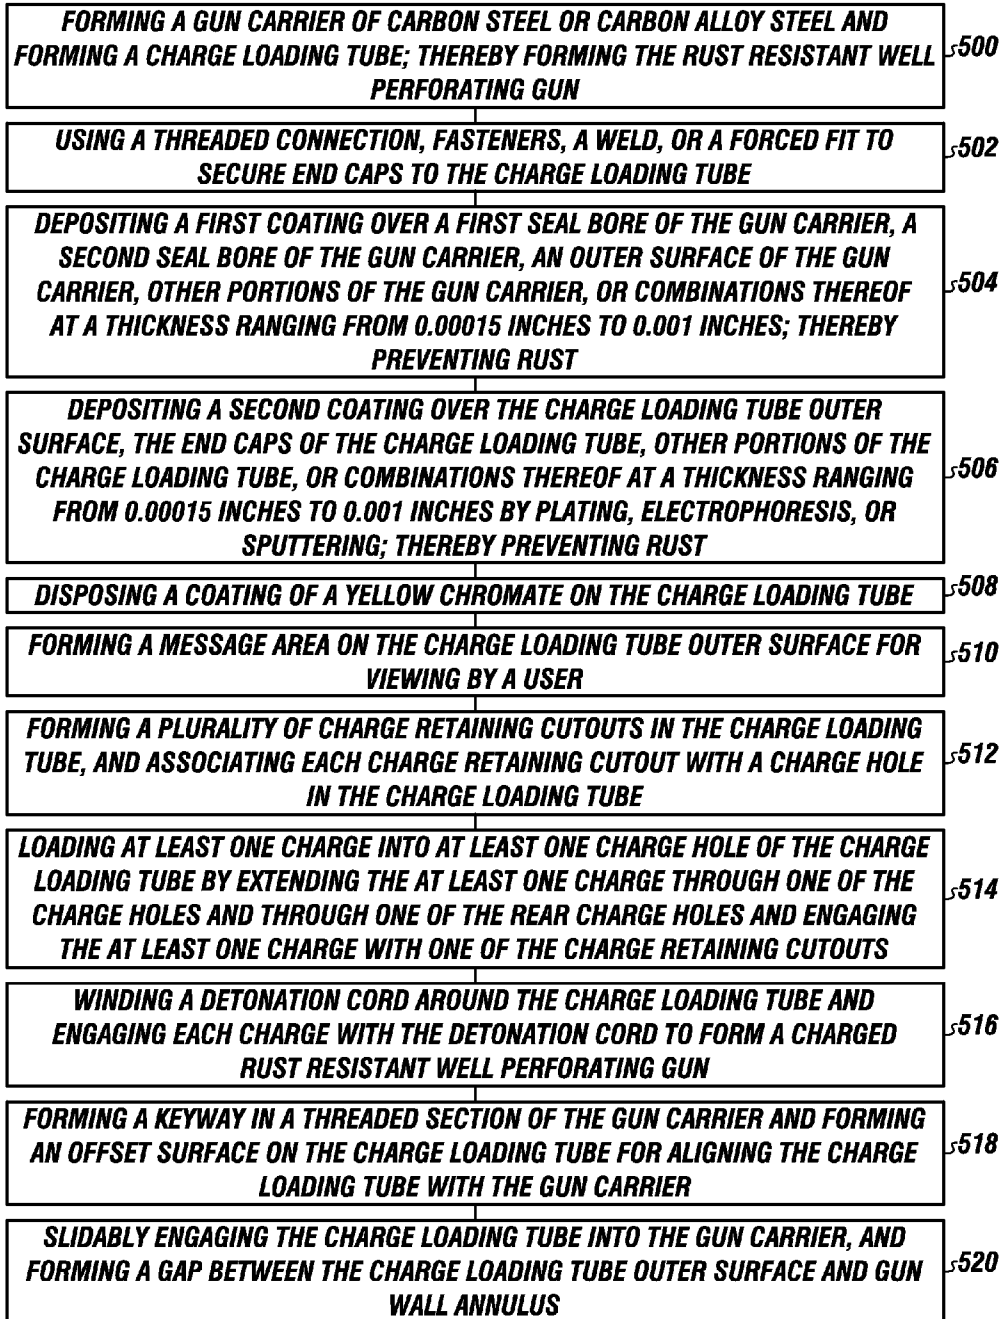 FORMING A GUN CARRIER OF CARBON STEEL OR CARBON ALLOY STEEL AND
FORMING A CHARGE LOADING TUBE; THEREBY FORMING THE RUST RESISTANT WELL
PERFORATING GUN
500
USING A THREADED CONNECTION, FASTENERS, A WELD, OR A FORCED FIT TO
SECURE END CAPS TO THE CHARGE LOADING TUBE
502
DEPOSITING A FIRST COATING OVER A FIRST SEAL BORE OF THE GUN CARRIER, A
SECOND SEAL BORE OF THE GUN CARRIER, AN OUTER SURFACE OF THE GUN
CARRIER, OTHER PORTIONS OF THE GUN CARRIER, OR COMBINATIONS THEREOF
AT A THICKNESS RANGING FROM 0.00015 INCHES TO 0.001 INCHES; THEREBY
PREVENTING RUST
504
DEPOSITING A SECOND COATING OVER THE CHARGE LOADING TUBE OUTER
SURFACE, THE END CAPS OF THE CHARGE LOADING TUBE, OTHER PORTIONS OF THE
CHARGE LOADING TUBE, OR COMBINATIONS THEREOF AT A THICKNESS RANGING
FROM 0.00015 INCHES TO 0.001 INCHES BY PLATING, ELECTROPHORESIS, OR
SPUTTERING; THEREBY PREVENTING RUST
506
DISPOSING A COATING OF A YELLOW CHROMATE ON THE CHARGE LOADING TUBE
508
FORMING A MESSAGE AREA ON THE CHARGE LOADING TUBE OUTER SURFACE FOR
VIEWING BY A USER
510
FORMING A PLURALITY OF CHARGE RETAINING CUTOUTS IN THE CHARGE LOADING
TUBE, AND ASSOCIATING EACH CHARGE RETAINING CUTOUT WITH A CHARGE HOLE
IN THE CHARGE LOADING TUBE
512
LOADING AT LEAST ONE CHARGE INTO AT LEAST ONE CHARGE HOLE OF THE CHARGE
LOADING TUBE BY EXTENDING THE AT LEAST ONE CHARGE THROUGH ONE OF THE
CHARGE HOLES AND THROUGH ONE OF THE REAR CHARGE HOLES AND ENGAGING
THE AT LEAST ONE CHARGE WITH ONE OF THE CHARGE RETAINING CUTOUTS
514
WINDING A DETONATION CORD AROUND THE CHARGE LOADING TUBE AND
ENGAGING EACH CHARGE WITH THE DETONATION CORD TO FORM A CHARGED
RUST RESISTANT WELL PERFORATING GUN
516
FORMING A KEYWAY IN A THREADED SECTION OF THE GUN CARRIER AND FORMING
AN OFFSET SURFACE ON THE CHARGE LOADING TUBE FOR ALIGNING THE CHARGE
LOADING TUBE WITH THE GUN CARRIER
518
SLIDABLY ENGAGING THE CHARGE LOADING TUBE INTO THE GUN CARRIER, AND
FORMING A GAP BETWEEN THE CHARGE LOADING TUBE OUTER SURFACE AND GUN
WALL ANNULUS
520